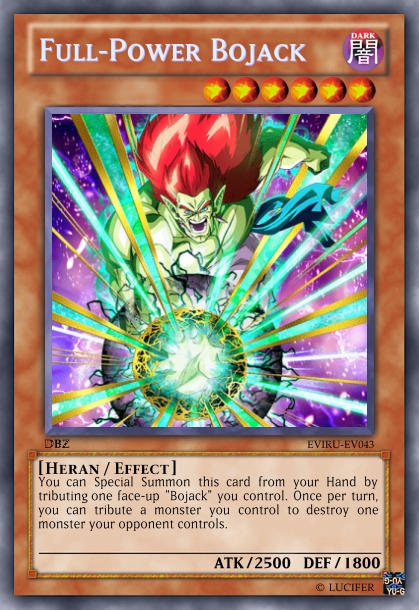 FULL-POWER BOJACK
DARK
闇
DBZ
EVIRU-EV043
[HERAN / EFFECT]
You can Special Summon this card from your Hand by
tributing one face-up "Bojack" you control. Once per turn,
you can tribute a monster you control to destroy one
monster your opponent controls.
ATK / 2500 DEF / 1800
© LUCIFER